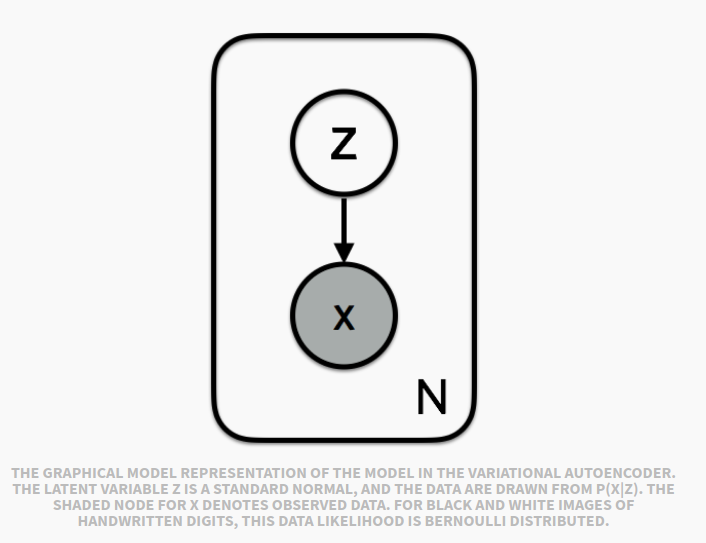 Z
X
N
THE GRAPHICAL MODEL REPRESENTATION OF THE MODEL IN THE VARIATIONAL AUTOENCODER.
THE LATENT VARIABLE Z IS A STANDARD NORMAL, AND THE DATA ARE DRAWN FROM P(X|Z). THE
SHADED NODE FOR X DENOTES OBSERVED DATA. FOR BLACK AND WHITE IMAGES OF
HANDWRITTEN DIGITS, THIS DATA LIKELIHOOD IS BERNOULLI DISTRIBUTED.